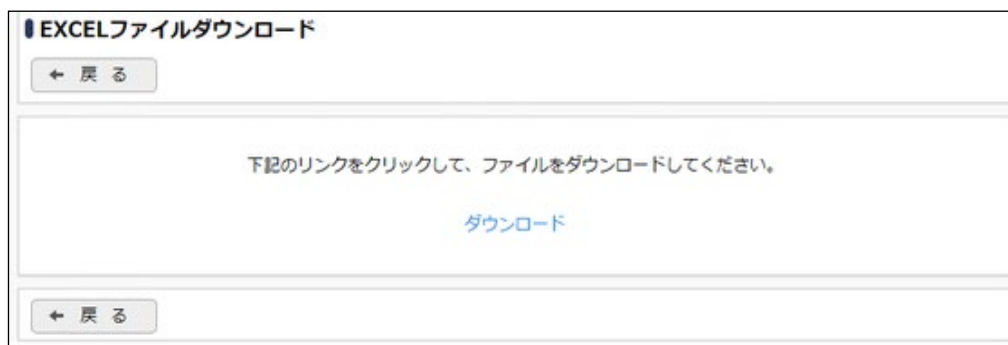 EXCELファイルダウンロード
← 戻 る
下記のリンクをクリックして、ファイルをダウンロードしてください。
ダウンロード
← 戻 る